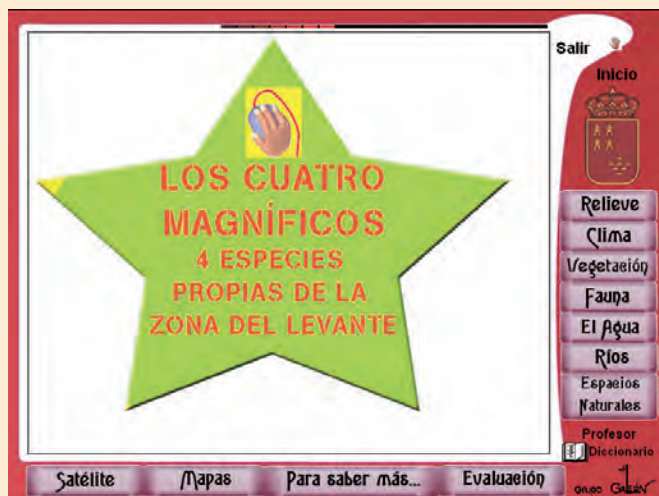 LOS CUATRO
MAGNÍFICOS
4 ESPECIES
PROPIAS DE LA
ZONA DEL LEVANTE
Salir
Inicio
Relieve
Clima
Vegetación
Fauna
El Agua
Ríos
Espacios
Naturales
Profesor
Diccionario
Satélite
Mapas
Para saber más...
Evaluación